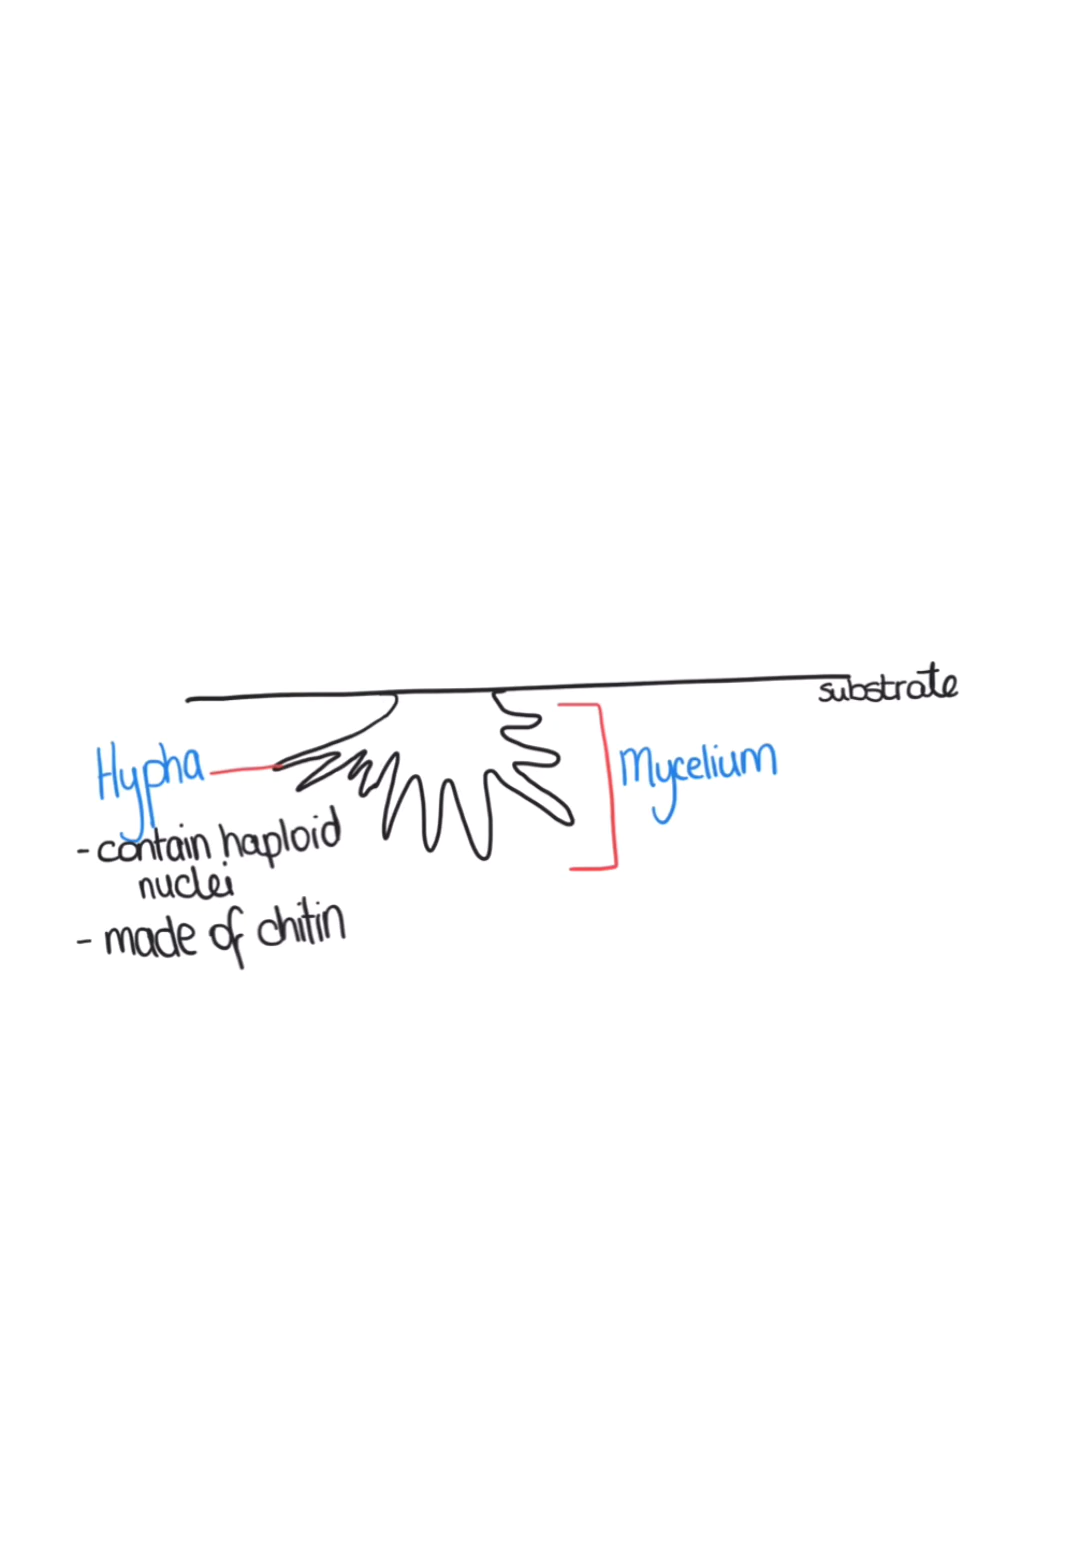 substrate
Hypha
Mycelium
- contain haploid
nuclei
- made of chitin